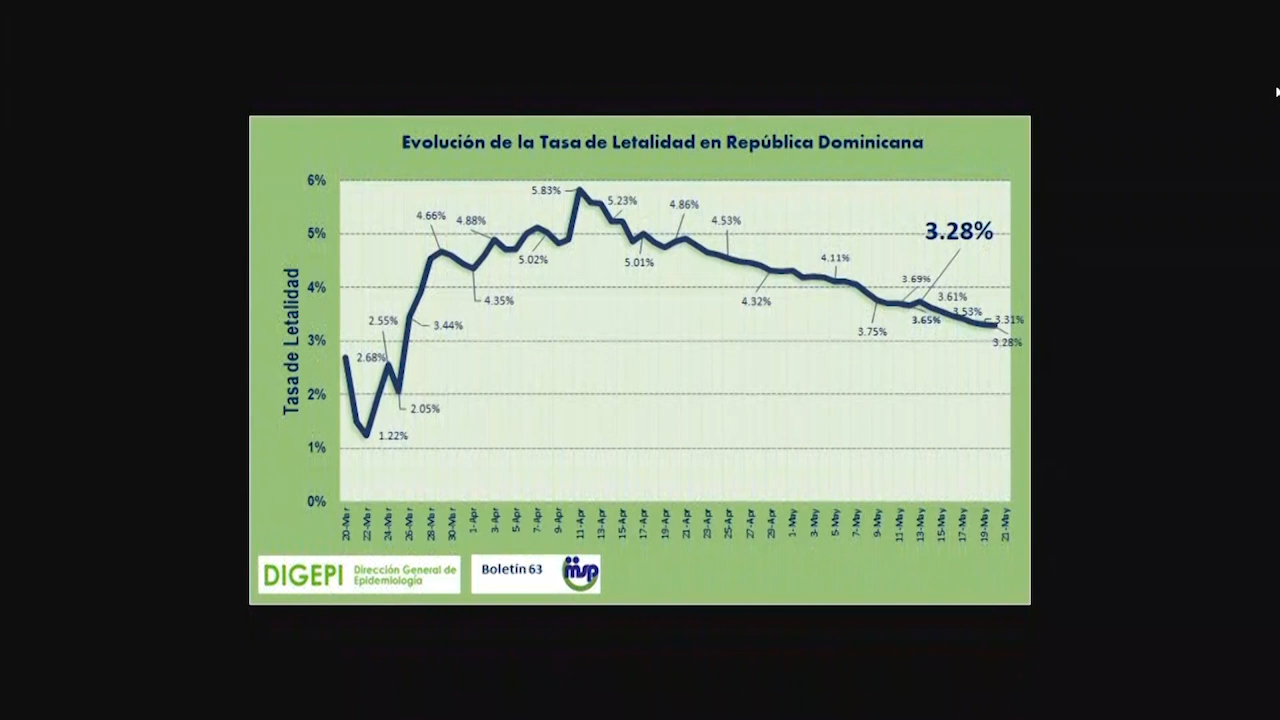 Evolución de la Tasa de Letalidad en República Dominicana
Tasa de Letalidad
6%
5%
4%
3%
2%
1%
0%
2.68%
1.22%
2.55%
2.05%
3.44%
4.66%
4.35%
4.88%
5.02%
5.83%
5.23%
5.01%
4.86%
4.53%
4.32%
4.11%
3.75%
3.69%
3.65%
3.28%
3.61%
3.53%
3.31%
3.28%
20-Mar
22-Mar
24-Mar
26-Mar
28-Mar
30-Mar
1-Apr
3-Apr
5-Apr
7-Apr
9-Apr
11-Apr
13-Apr
15-Apr
17-Apr
19-Apr
21-Apr
23-Apr
25-Apr
27-Apr
29-Apr
1-May
3-May
5-May
7-May
9-May
11-May
13-May
15-May
17-May
19-May
21-May
DIGEPI
Dirección General de
Epidemiología
Boletín 63
msp